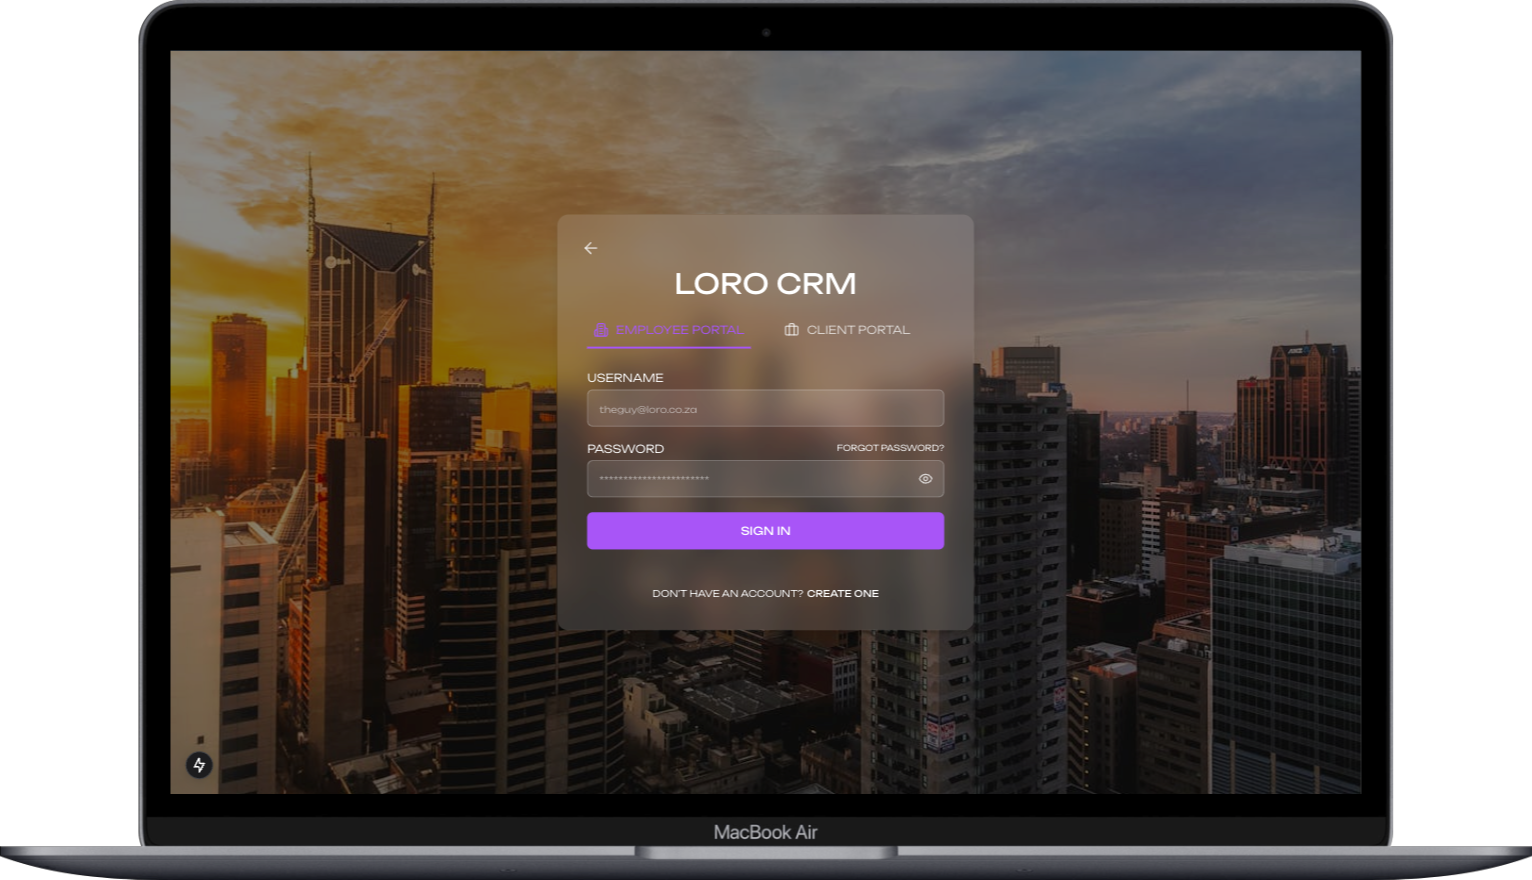 LORO CRM
EMPLOYEE PORTAL
CLIENT PORTAL
USERNAME
theguy@loro.co.za
PASSWORD
FORGOT PASSWORD?
***********************
SIGN IN
DON'T HAVE AN ACCOUNT? CREATE ONE
MacBook Air